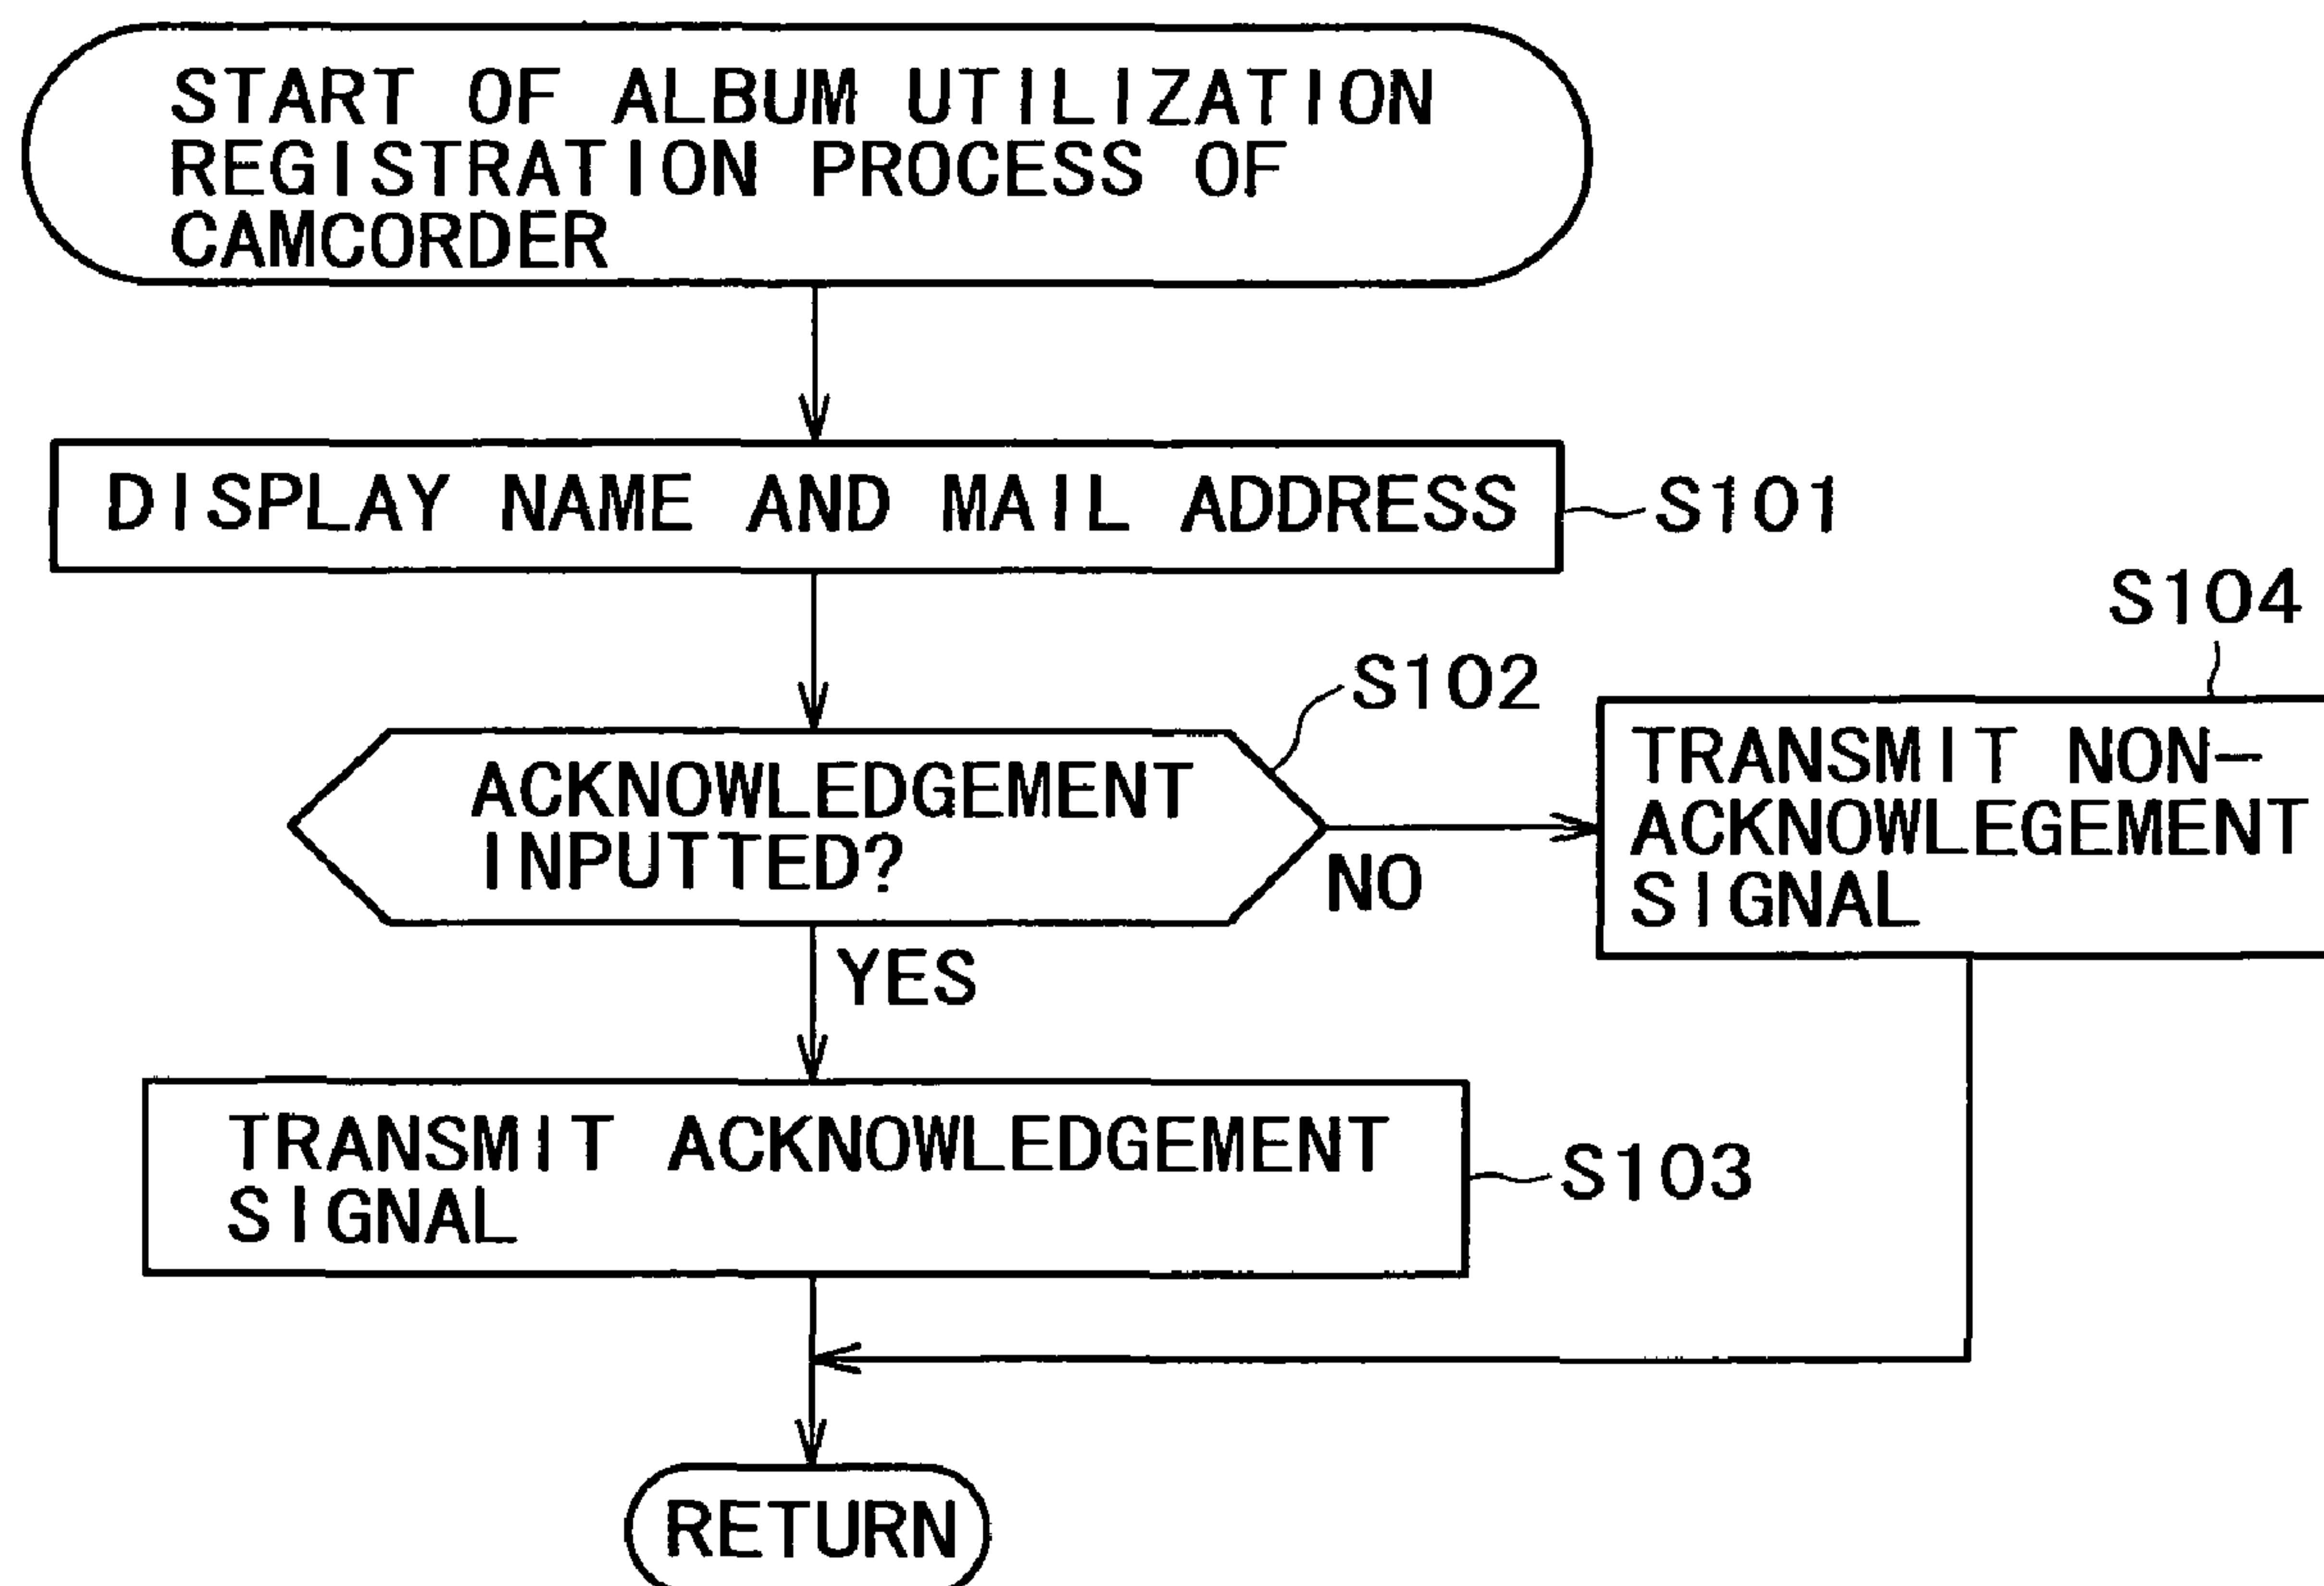 START OF ALBUM UTILIZATION
REGISTRATION PROCESS OF
CAMCORDER
DISPLAY NAME AND MAIL ADDRESS
S101
S104
S102
TRANSMIT NON-
ACKNOWLEGEMENT
SIGNAL
ACKNOWLEDGEMENT
INPUTTED?
NO
YES
TRANSMIT ACKNOWLEDGEMENT
SIGNAL
S103
RETURN